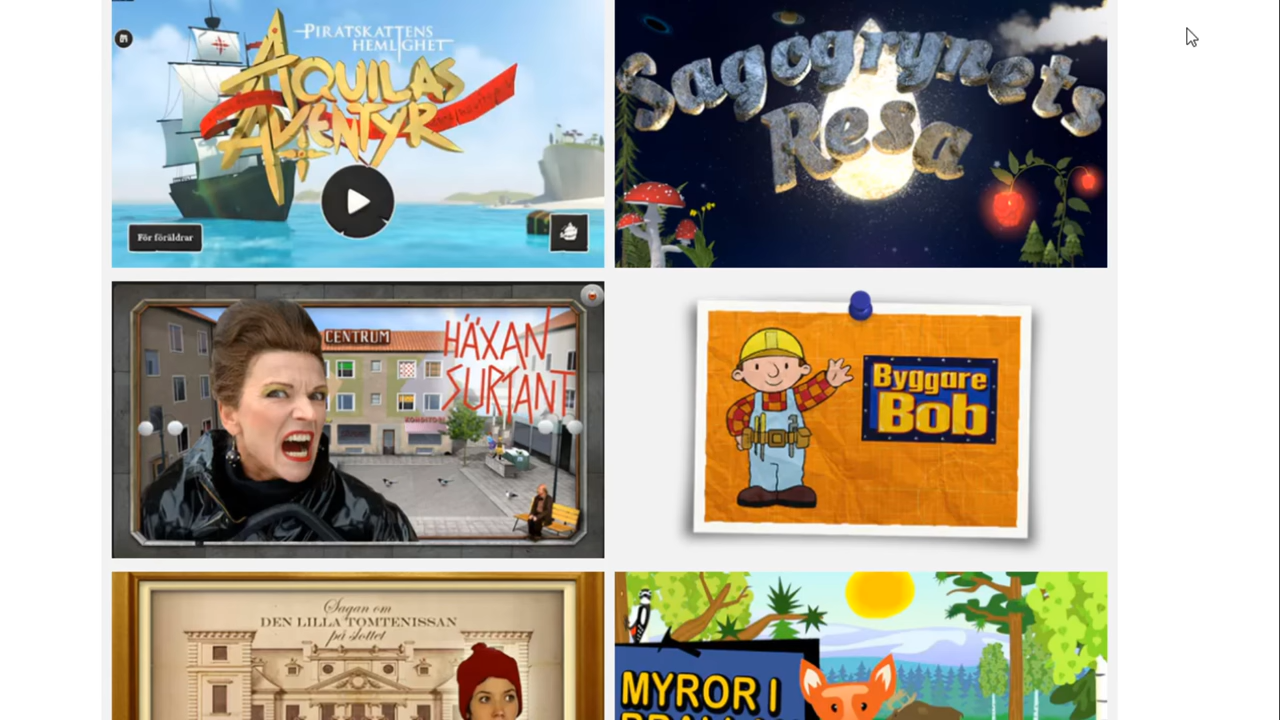 PIRATSKATTENS
HEMLIGHET
AQUILAS
ÄVENTYR
För föräldrar
Sagogrynets
Resa
CENTRUM
HÄXAN
SURTANT
KONDITORI
Byggare
Bob
Sagan om
DEN LILLA TOMTENISSAN
på slottet
MYROR I